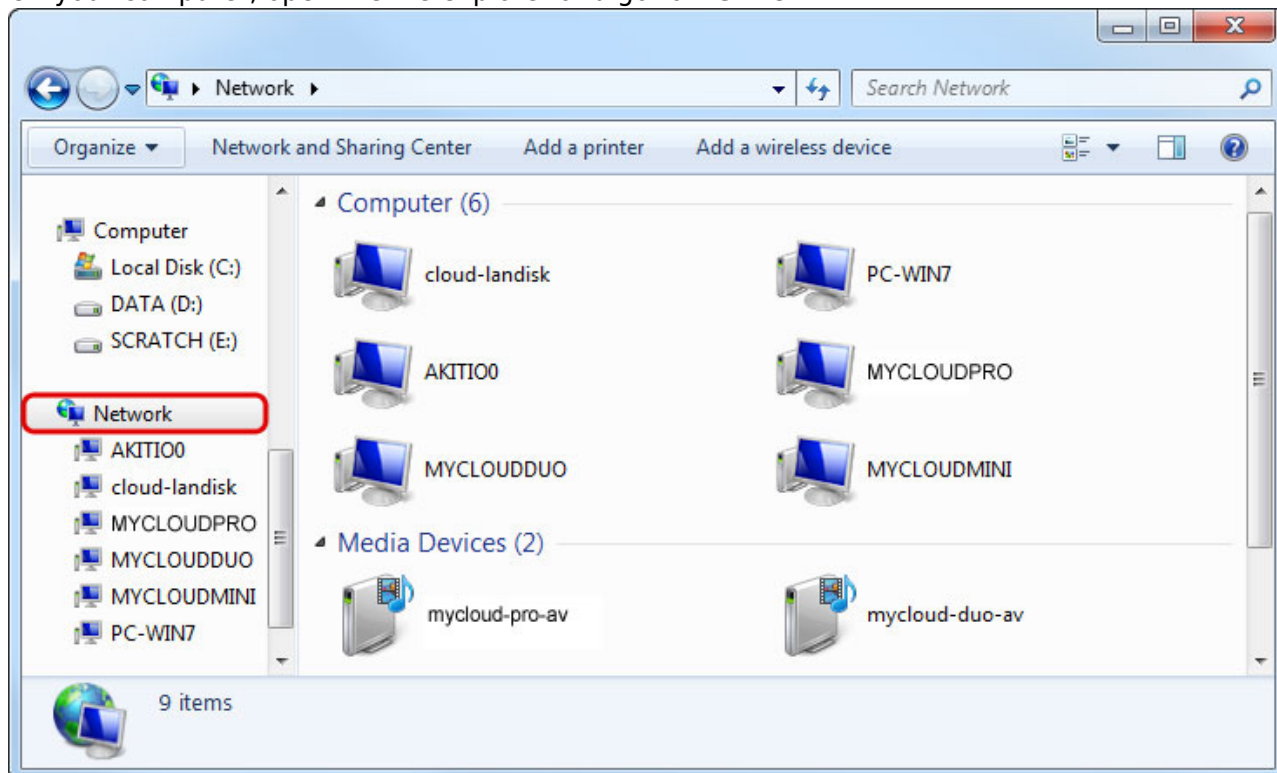 Network
Search Network
Organize
Network and Sharing Center
Add a printer
Add a wireless device
Computer
Local Disk (C:)
DATA (D:)
SCRATCH (E:)
Network
AKITIO0
cloud-landisk
MYCLOUDPRO
MYCLOUDDUO
MYCLOUDMINI
PC-WIN7
Computer (6)
cloud-landisk
PC-WIN7
AKITIO0
MYCLOUDPRO
MYCLOUDDUO
MYCLOUDMINI
Media Devices (2)
mycloud-pro-av
mycloud-duo-av
9 items